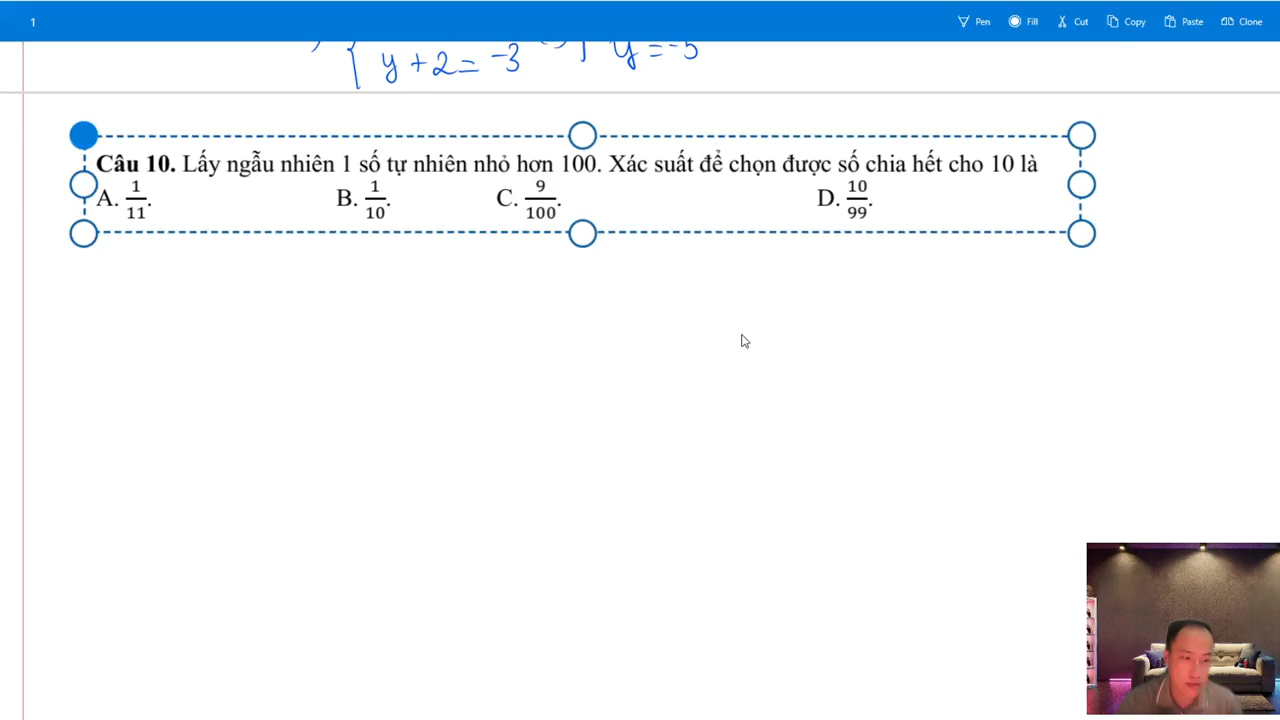 1 Pen Fill Cut Copy Paste Clone
y + 2 = -3 y = -5
Câu 10. Lấy ngẫu nhiên 1 số tự nhiên nhỏ hơn 100. Xác suất để chọn được số chia hết cho 10 là
A. 1/11. B. 1/10. C. 9/100. D. 10/99.